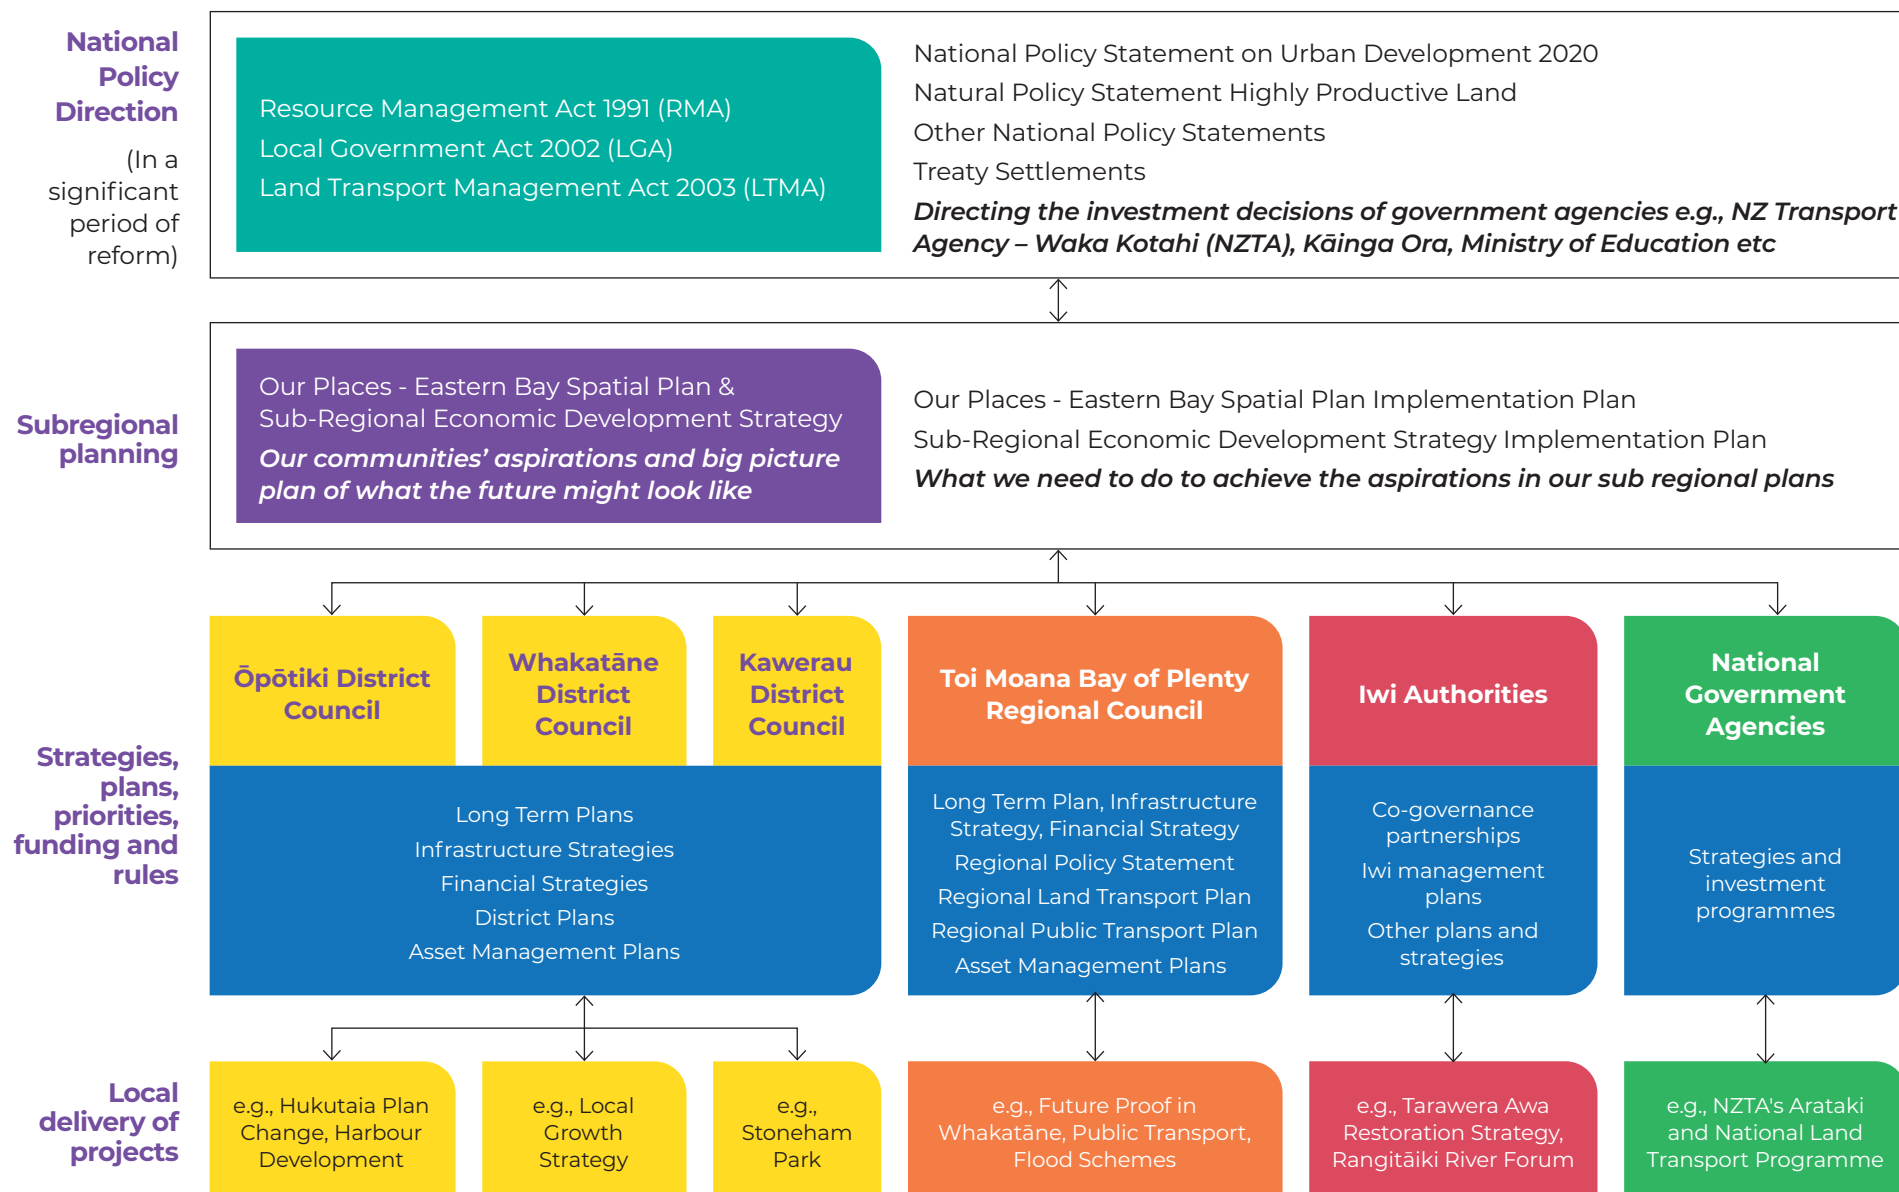 National
Policy
Direction
(In a
significant
period of
reform)
Resource Management Act 1991 (RMA)
Local Government Act 2002 (LGA)
Land Transport Management Act 2003 (LTMA)
National Policy Statement on Urban Development 2020
Natural Policy Statement Highly Productive Land
Other National Policy Statements
Treaty Settlements
Directing the investment decisions of government agencies e.g., NZ Transport
Agency – Waka Kotahi (NZTA), Kāinga Ora, Ministry of Education etc
Subregional
planning
Our Places - Eastern Bay Spatial Plan &
Sub-Regional Economic Development Strategy
Our communities’ aspirations and big picture
plan of what the future might look like
Our Places - Eastern Bay Spatial Plan Implementation Plan
Sub-Regional Economic Development Strategy Implementation Plan
What we need to do to achieve the aspirations in our sub regional plans
Strategies,
plans,
priorities,
funding and
rules
Ōpōtiki District
Council
Whakatāne
District
Council
Kawerau
District
Council
Long Term Plans
Infrastructure Strategies
Financial Strategies
District Plans
Asset Management Plans
Toi Moana Bay of Plenty
Regional Council
Long Term Plan, Infrastructure
Strategy, Financial Strategy
Regional Policy Statement
Regional Land Transport Plan
Regional Public Transport Plan
Asset Management Plans
Iwi Authorities
Co-governance
partnerships
Iwi management
plans
Other plans and
strategies
National
Government
Agencies
Strategies and
investment
programmes
Local
delivery of
projects
e.g., Hukutaia Plan
Change, Harbour
Development
e.g., Local
Growth
Strategy
e.g.,
Stoneham
Park
e.g., Future Proof in
Whakatāne, Public Transport,
Flood Schemes
e.g., Tarawera Awa
Restoration Strategy,
Rangitāiki River Forum
e.g., NZTA's Arataki
and National Land
Transport Programme